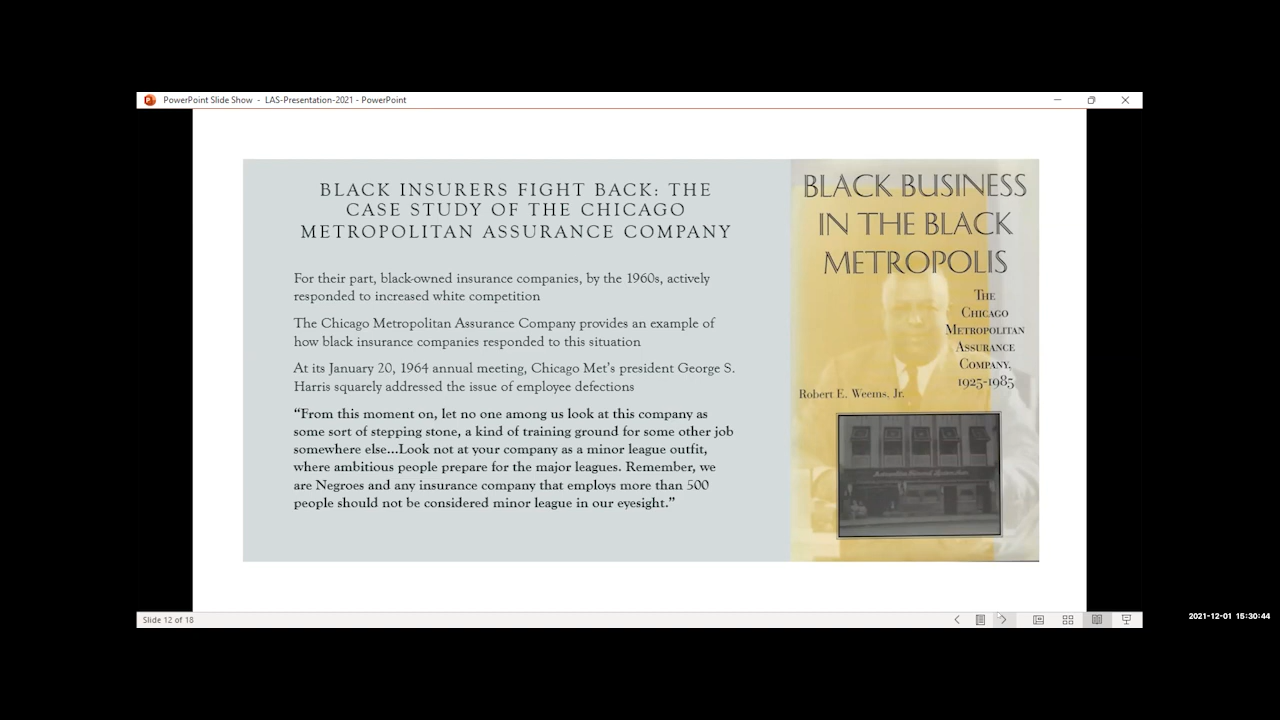 PowerPoint Slide Show - LAS-Presentation-2021 - PowerPoint
BLACK INSURERS FIGHT BACK: THE
CASE STUDY OF THE CHICAGO
METROPOLITAN ASSURANCE COMPANY
For their part, black-owned insurance companies, by the 1960s, actively
responded to increased white competition
The Chicago Metropolitan Assurance Company provides an example of
how black insurance companies responded to this situation
At its January 20, 1964 annual meeting, Chicago Met's president George S.
Harris squarely addressed the issue of employee defections
“From this moment on, let no one among us look at this company as
some sort of stepping stone, a kind of training ground for some other job
somewhere else...Look not at your company as a minor league outfit,
where ambitious people prepare for the major leagues. Remember, we
are Negroes and any insurance company that employs more than 500
people should not be considered minor league in our eyesight.”
BLACK BUSINESS
IN THE BLACK
METROPOLIS
THE
CHICAGO
METROPOLITAN
ASSURANCE
COMPANY,
1925-1985
Robert E. Weems, Jr.
Slide 12 of 18
2021-12-01 15:30:44